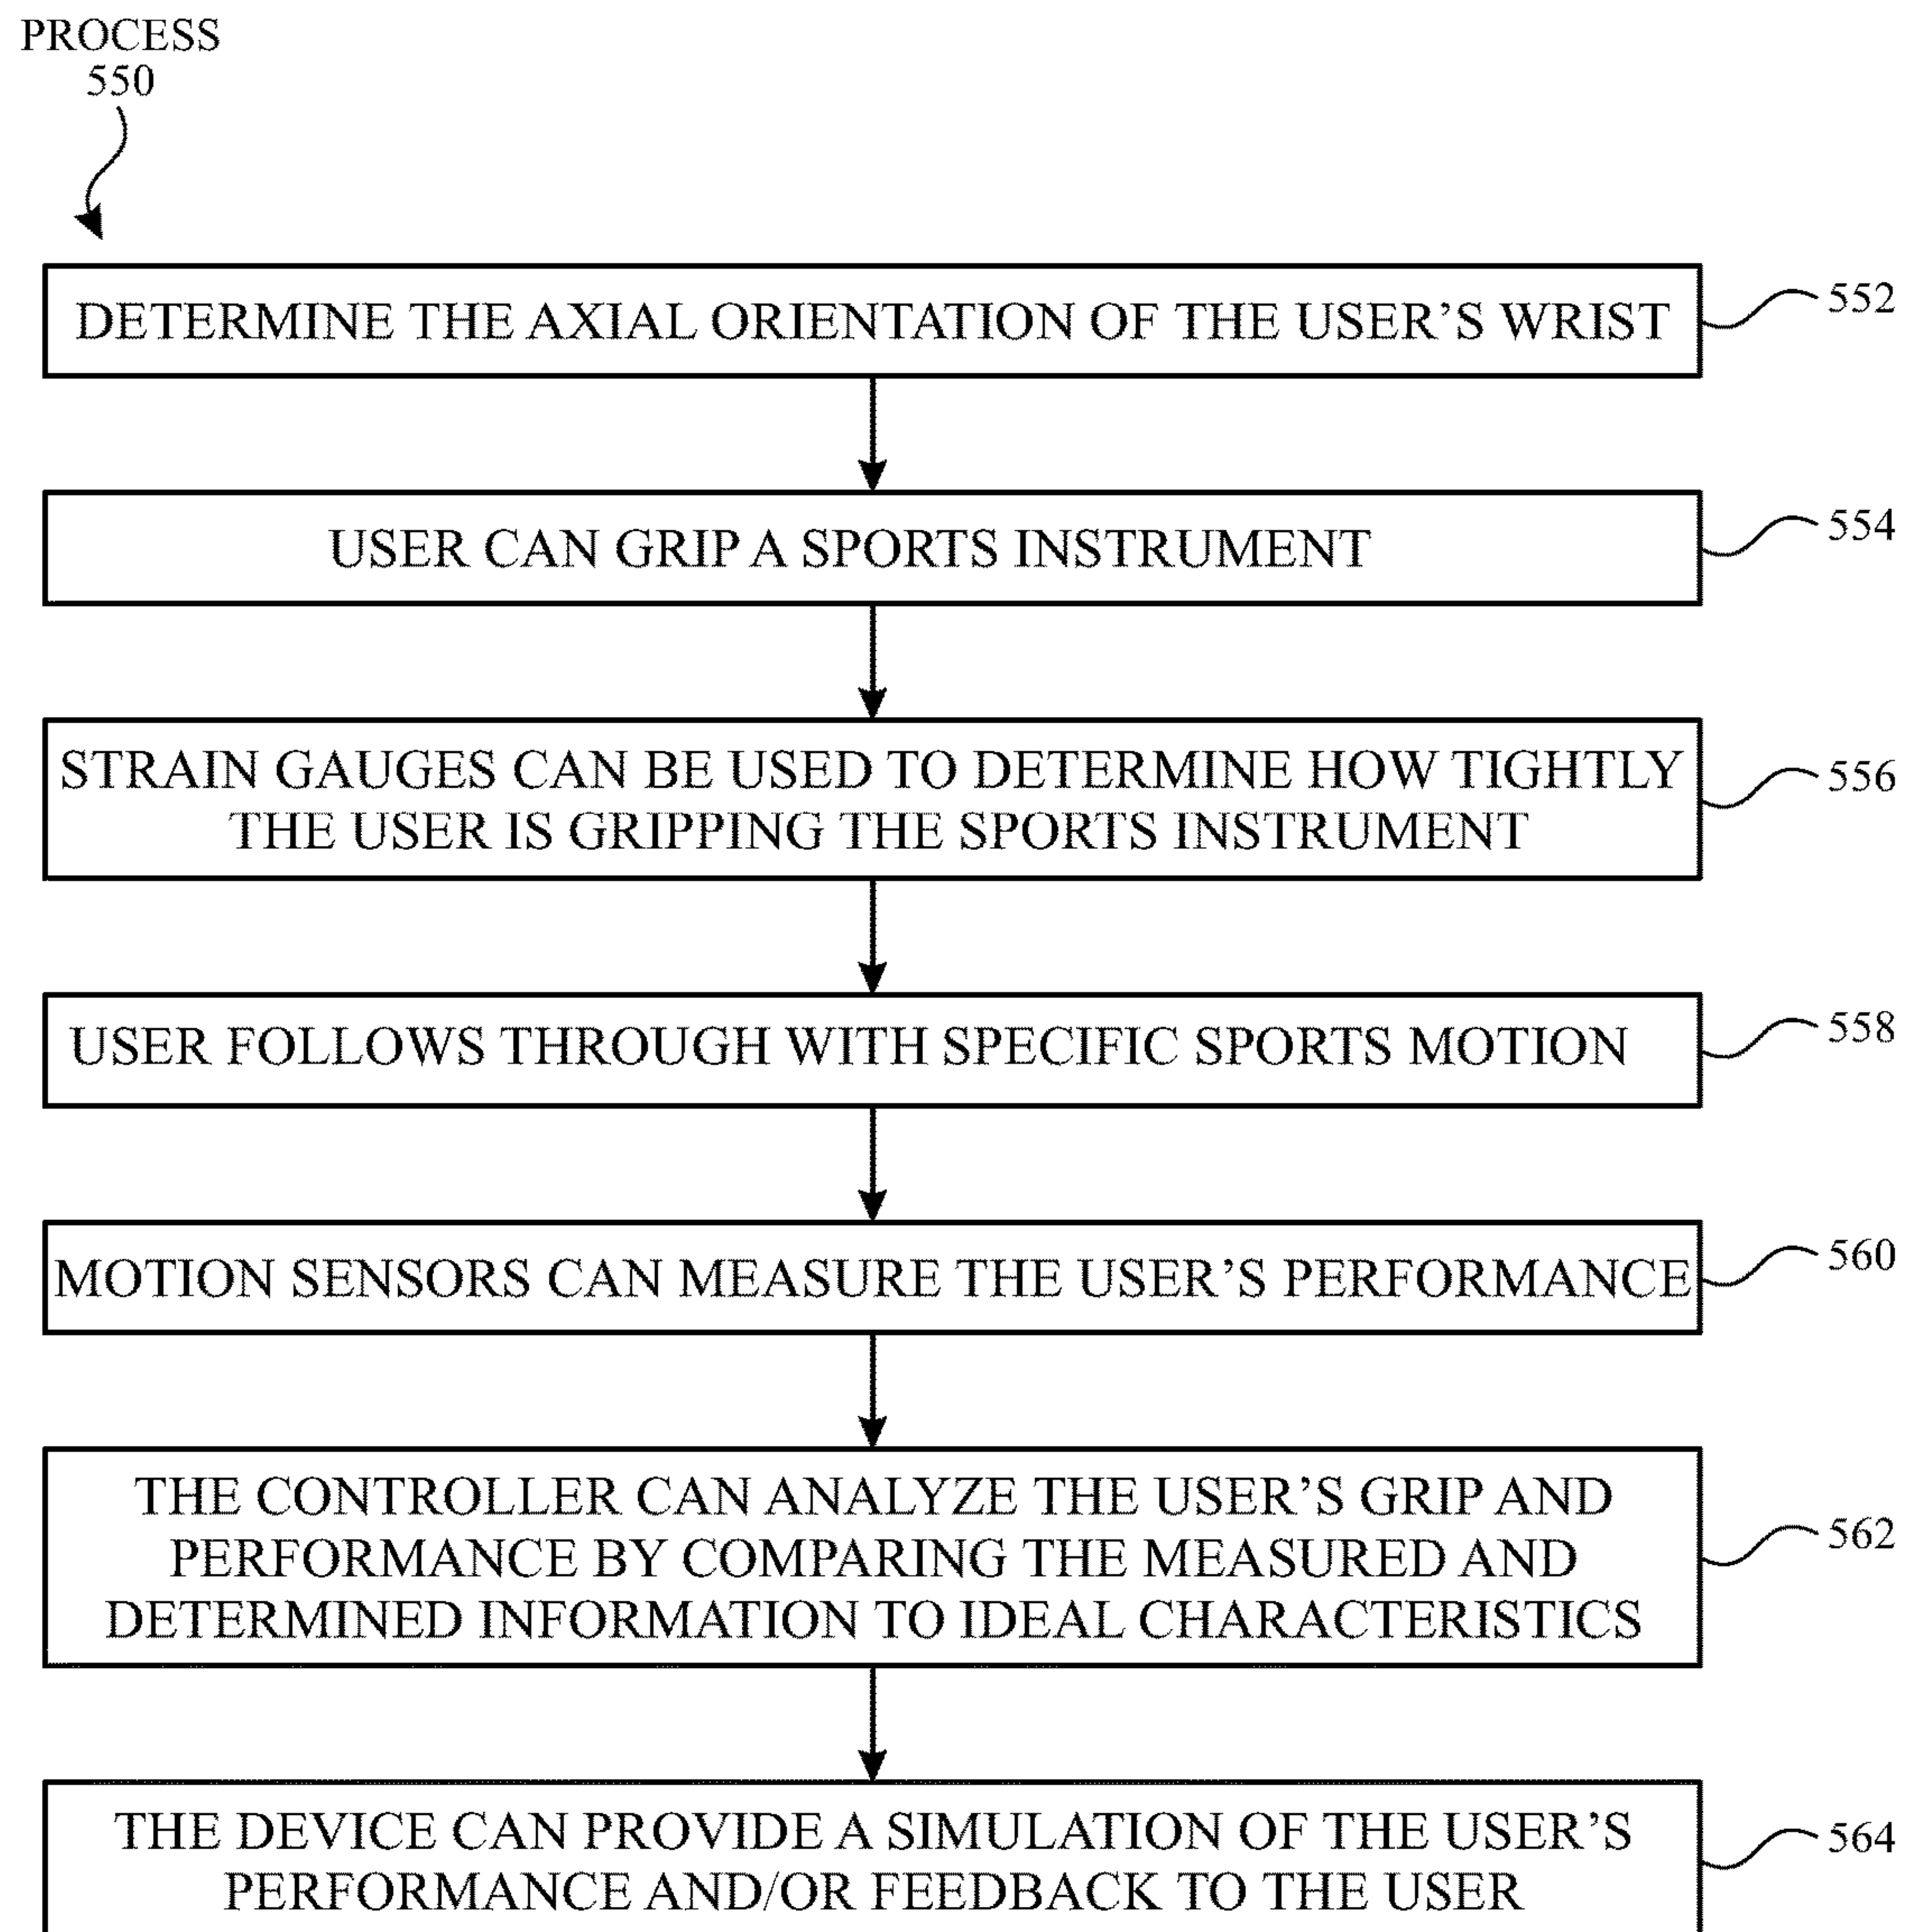 PROCESS
550
DETERMINE THE AXIAL ORIENTATION OF THE USER’S WRIST
552
USER CAN GRIP A SPORTS INSTRUMENT
554
STRAIN GAUGES CAN BE USED TO DETERMINE HOW TIGHTLY
THE USER IS GRIPPING THE SPORTS INSTRUMENT
556
USER FOLLOWS THROUGH WITH SPECIFIC SPORTS MOTION
558
MOTION SENSORS CAN MEASURE THE USER’S PERFORMANCE
560
THE CONTROLLER CAN ANALYZE THE USER’S GRIP AND
PERFORMANCE BY COMPARING THE MEASURED AND
DETERMINED INFORMATION TO IDEAL CHARACTERISTICS
562
THE DEVICE CAN PROVIDE A SIMULATION OF THE USER’S
PERFORMANCE AND/OR FEEDBACK TO THE USER
564